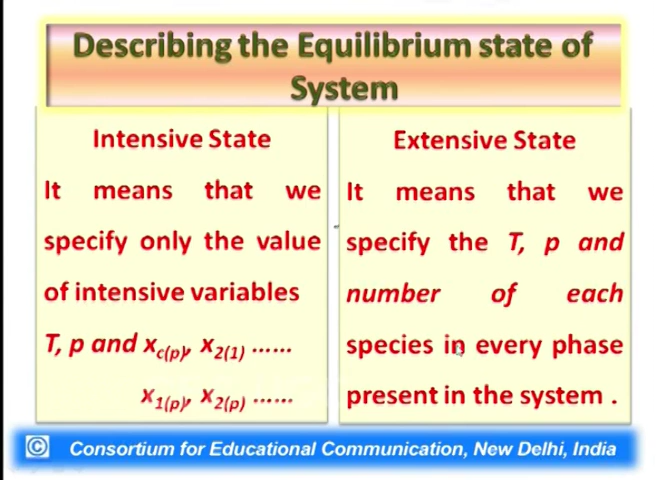 Describing the Equilibrium state of
System
Intensive State
It means that we
specify only the value
of intensive variables
T, p and xc(p), x2(1) ......
x1(p), x2(p) ......
Extensive State
It means that we
specify the T, p and
number of each
species in every phase
present in the system .
© Consortium for Educational Communication, New Delhi, India